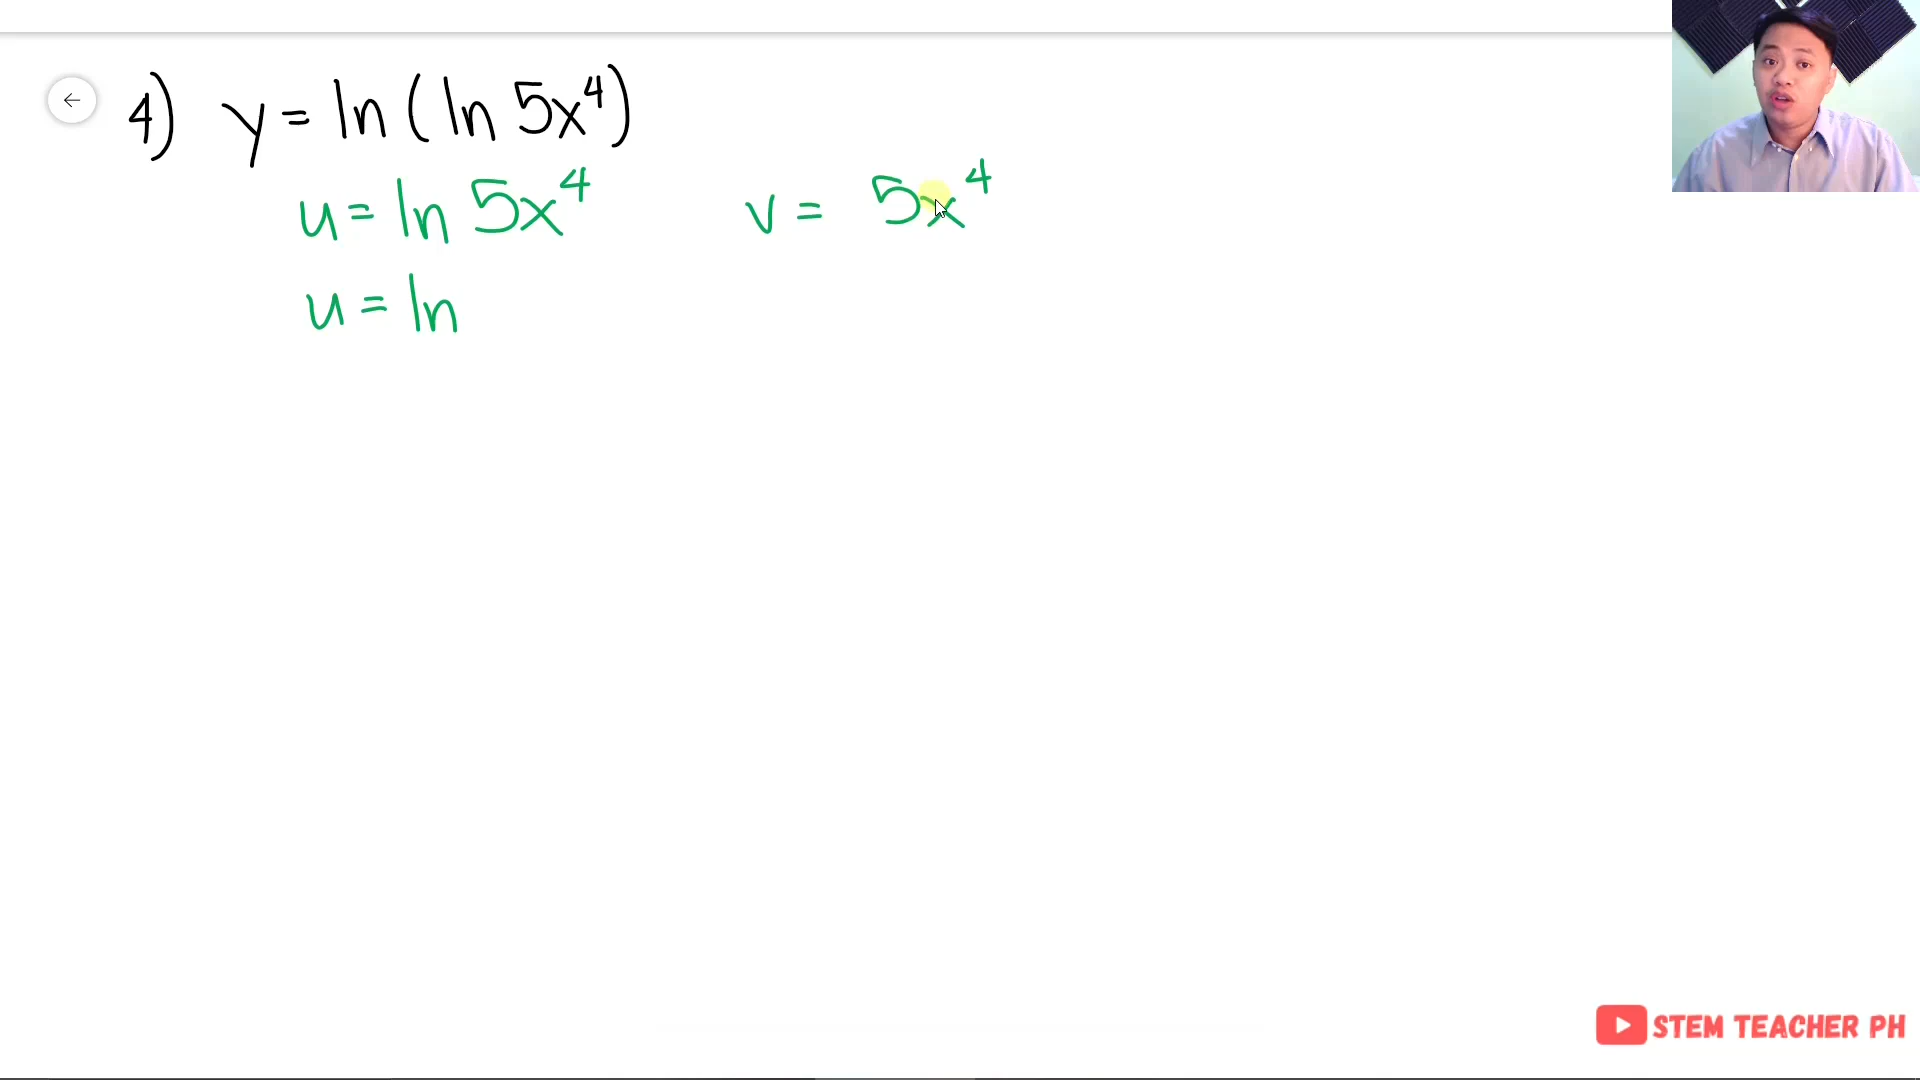 4) y = ln (ln 5x⁴)
u = ln 5x⁴ v = 5x⁴
u = ln
STEM TEACHER PH